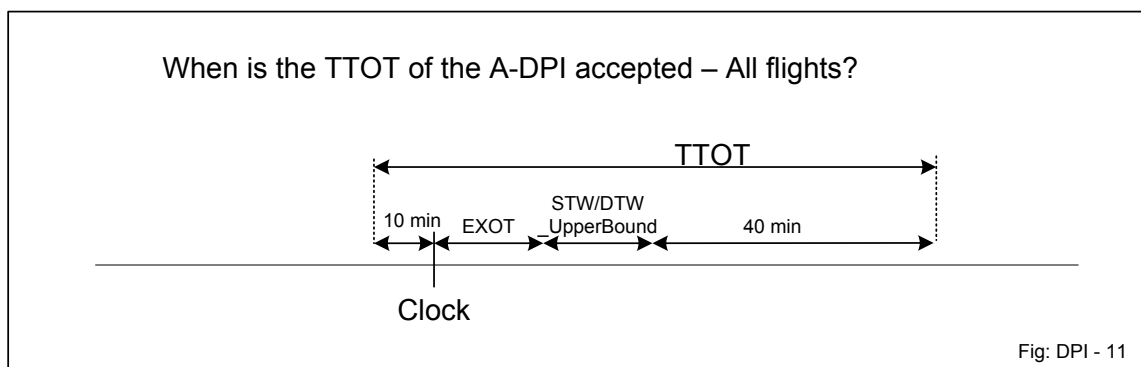 When is the TTOT of the A-DPI accepted – All flights?
TTOT
10 min
EXOT
STW/DTW
_UpperBound
40 min
Clock
Fig: DPI - 11